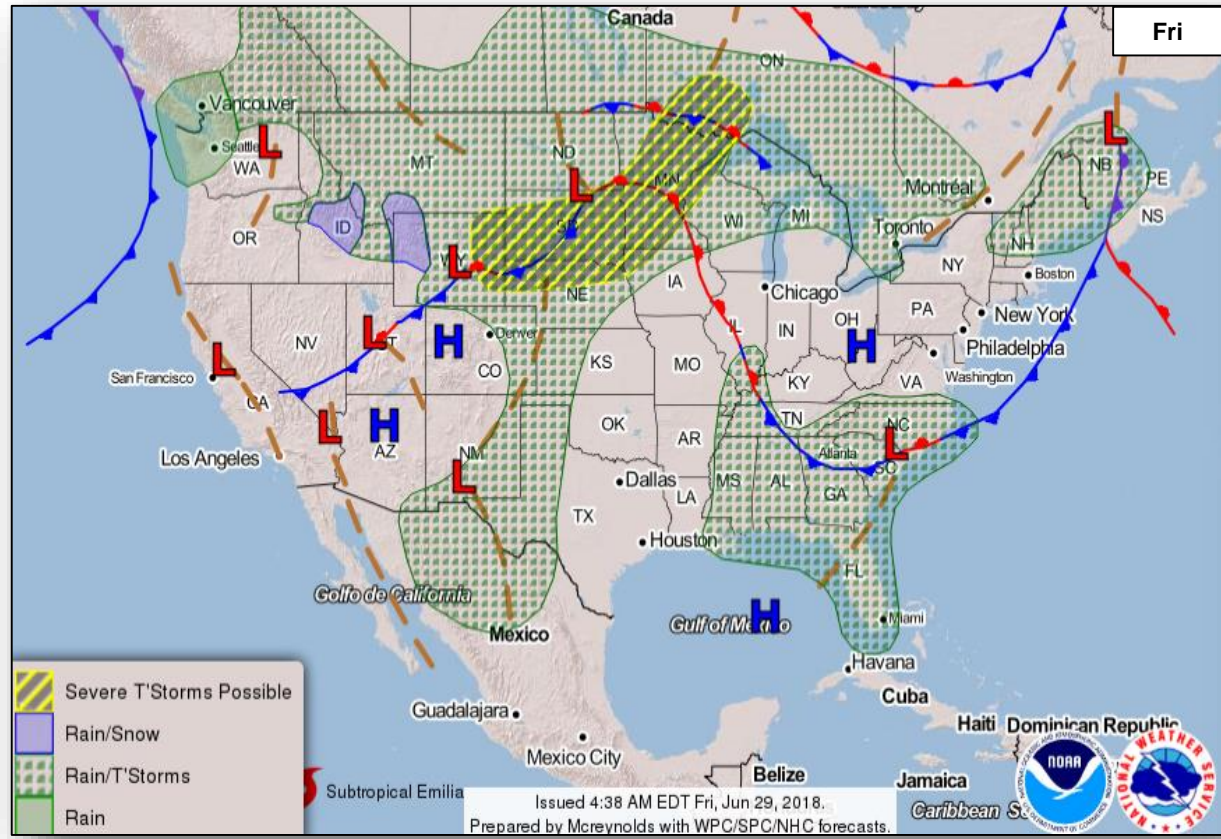 Canada
Fri
ON
Vancouver
Seattle
WA
MT
ND
MN
NB
PE
NS
Montréal
OR
ID
WI
MI
Toronto
NH
Boston
WY
NE
IA
Chicago
NY
PA
New York
Philadelphia
NV
Denver
CO
KS
MO
IL
IN
OH
KY
VA
Washington
San Francisco
CA
Los Angeles
AZ
NM
OK
AR
TN
NC
Atlanta
SC
TX
Dallas
LA
MS
AL
GA
Houston
FL
Miami
Golfo de California
Mexico
Gulf of Mexico
Havana
Cuba
Guadalajara
Mexico City
Belize
Haiti
Dominican Republic
Jamaica
Caribbean
L
L
L
L
L
L
L
L
L
L
H
H
H
H
Severe T'Storms Possible
Rain/Snow
Rain/T'Storms
Rain
Subtropical Emilia
Issued 4:38 AM EDT Fri, Jun 29, 2018.
Prepared by Mcreynolds with WPC/SPC/NHC forecasts.
NOAA
NATIONAL WEATHER SERVICE